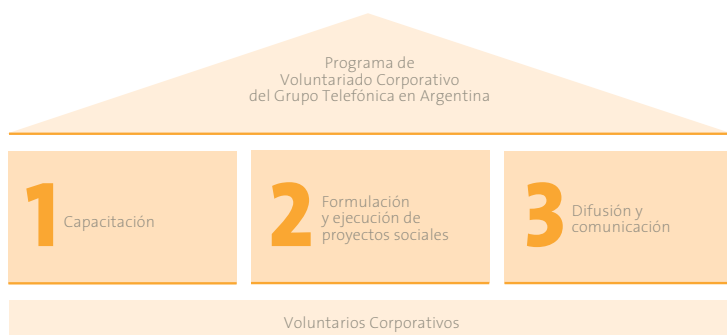 Programa de
Voluntariado Corporativo
del Grupo Telefónica en Argentina
1 Capacitación
2 Formulación
y ejecución de
proyectos sociales
3 Difusión y
comunicación
Voluntarios Corporativos